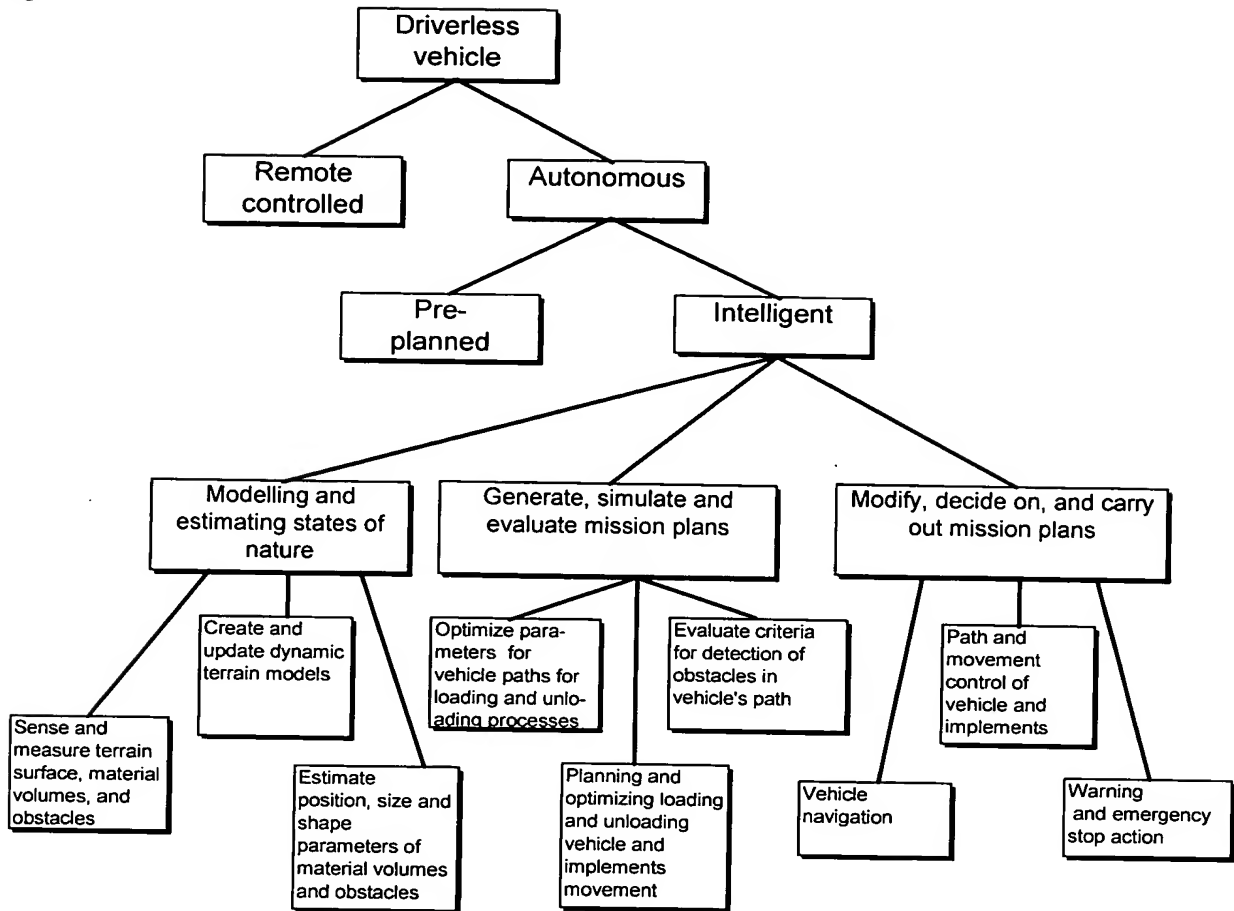 Driverless
vehicle
Remote
controlled
Autonomous
Pre-
planned
Intelligent
Modelling and
estimating states of
nature
Generate, simulate and
evaluate mission plans
Modify, decide on, and carry
out mission plans
Sense and
measure terrain
surface, material
volumes, and
obstacles
Create and
update dynamic
terrain models
Estimate
position, size and
shape
parameters of
material volumes
and obstacles
Optimize para-
meters for
vehicle paths for
loading and unlo-
ading processes
Planning and
optimizing loading
and unloading
vehicle and
implements
movement
Evaluate criteria
for detection of
obstacles in
vehicle's path
Vehicle
navigation
Path and
movement
control of
vehicle and
implements
Warning
and emergency
stop action